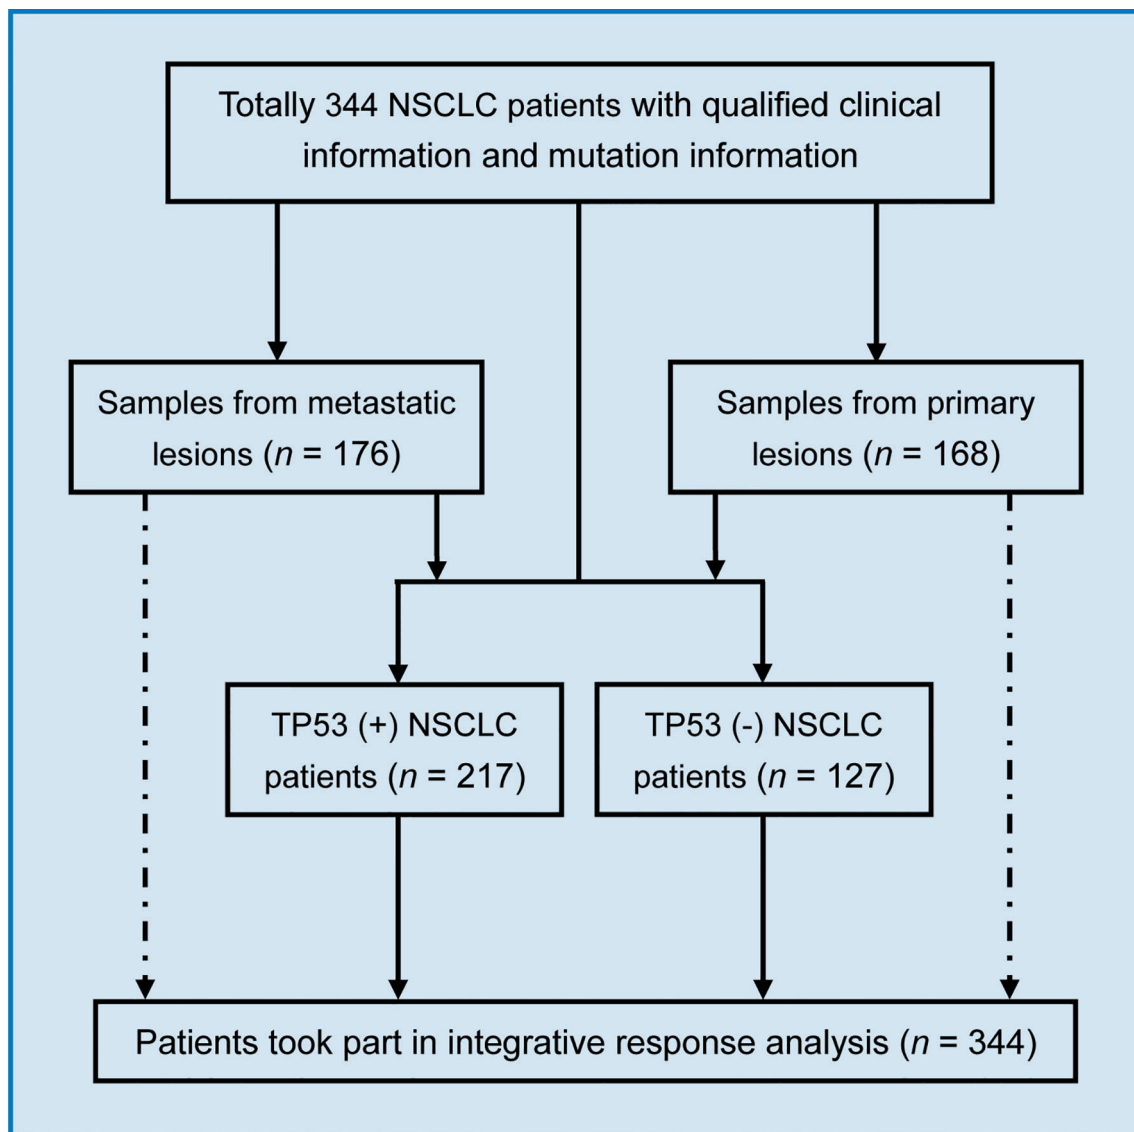 Totally 344 NSCLC patients with qualified clinical
information and mutation information
Samples from metastatic
lesions (n = 176)
Samples from primary
lesions (n = 168)
TP53 (+) NSCLC
patients (n = 217)
TP53 (-) NSCLC
patients (n = 127)
Patients took part in integrative response analysis (n = 344)